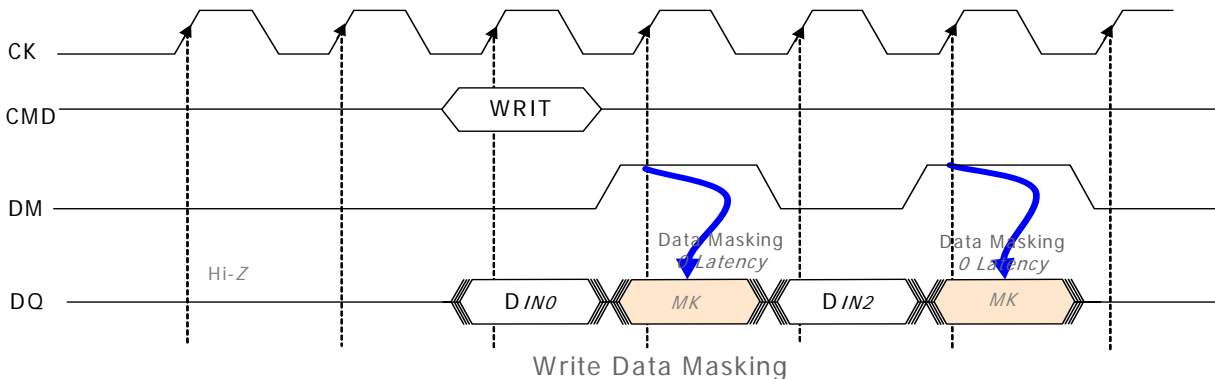 CK
CMD
WRIT
DM
Data Masking
0 Latency
Data Masking
0 Latency
Hi-Z
DQ
DIN0
MK
DIN2
MK
Write Data Masking